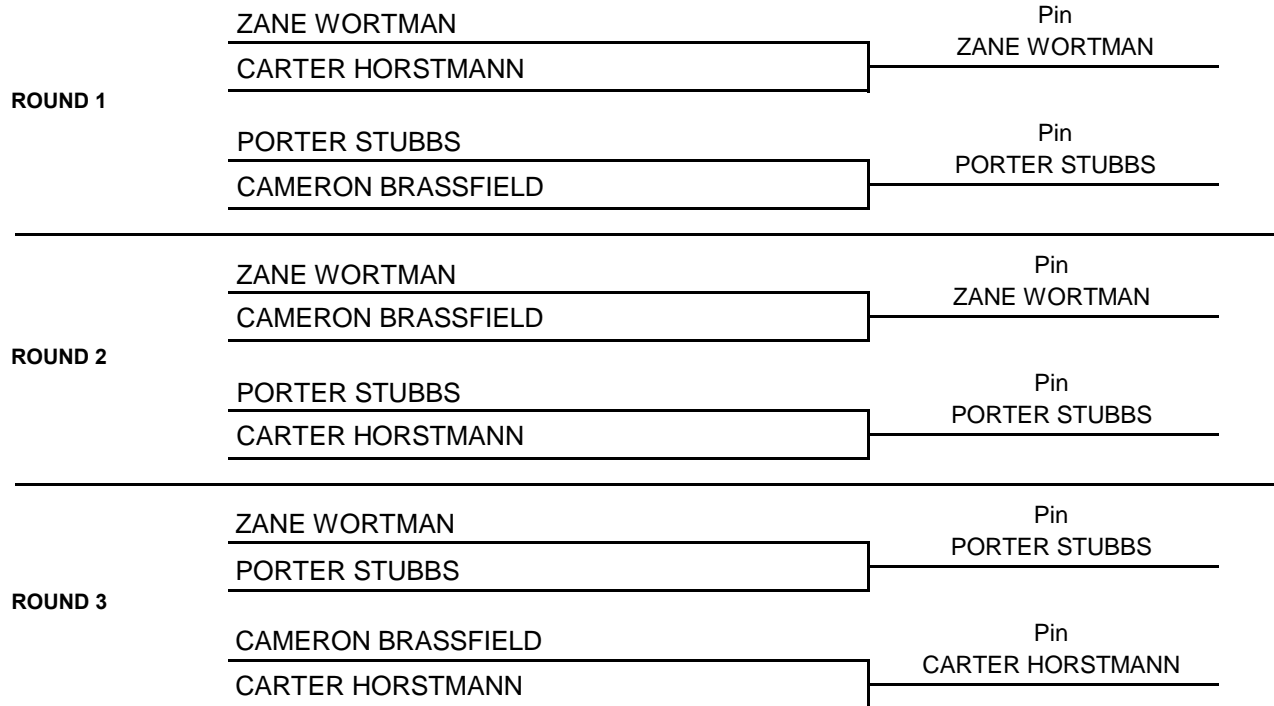 ZANE WORTMAN
Pin
ZANE WORTMAN
CARTER HORSTMANN
ROUND 1
PORTER STUBBS
Pin
PORTER STUBBS
CAMERON BRASSFIELD
ZANE WORTMAN
Pin
ZANE WORTMAN
CAMERON BRASSFIELD
ROUND 2
PORTER STUBBS
Pin
PORTER STUBBS
CARTER HORSTMANN
ZANE WORTMAN
Pin
PORTER STUBBS
PORTER STUBBS
ROUND 3
CAMERON BRASSFIELD
Pin
CARTER HORSTMANN
CARTER HORSTMANN